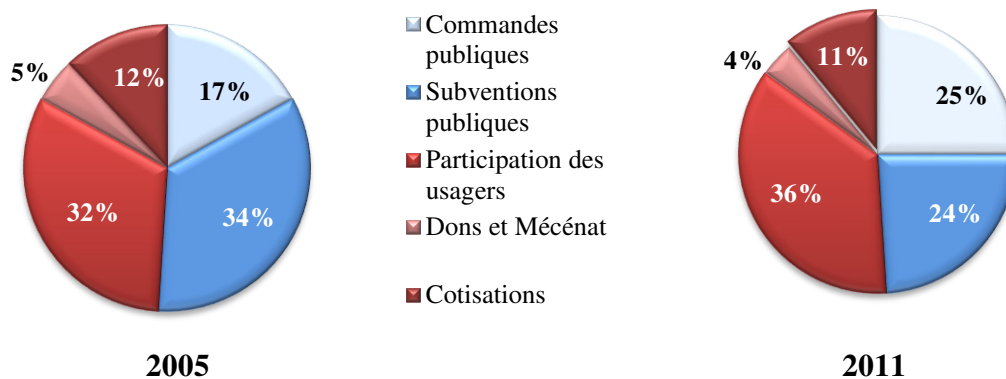 5%
12%
17%
32%
34%
2005
Commandes
publiques
Subventions
publiques
Participation des
usagers
Dons et Mécénat
Cotisations
4%
11%
25%
36%
24%
2011